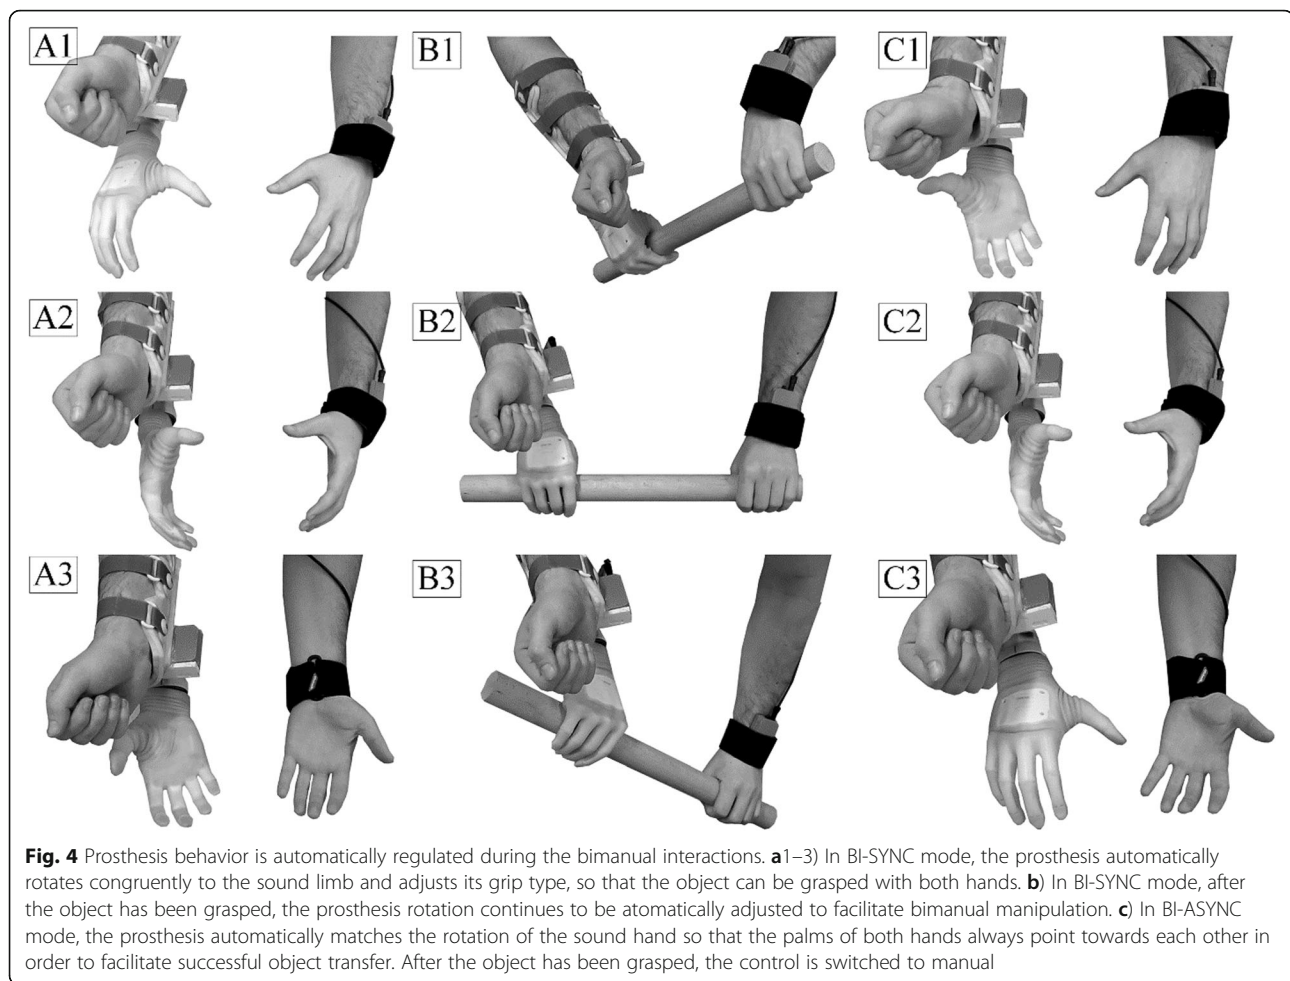 A1
B1
C1
A2
B2
C2
A3
B3
C3
Fig. 4 Prosthesis behavior is automatically regulated during the bimanual interactions. a1–3) In BI-SYNC mode, the prosthesis automatically
rotates congruently to the sound limb and adjusts its grip type, so that the object can be grasped with both hands. b) In BI-SYNC mode, after
the object has been grasped, the prosthesis rotation continues to be atomatically adjusted to facilitate bimanual manipulation. c) In BI-ASYNC
mode, the prosthesis automatically matches the rotation of the sound hand so that the palms of both hands always point towards each other in
order to facilitate successful object transfer. After the object has been grasped, the control is switched to manual